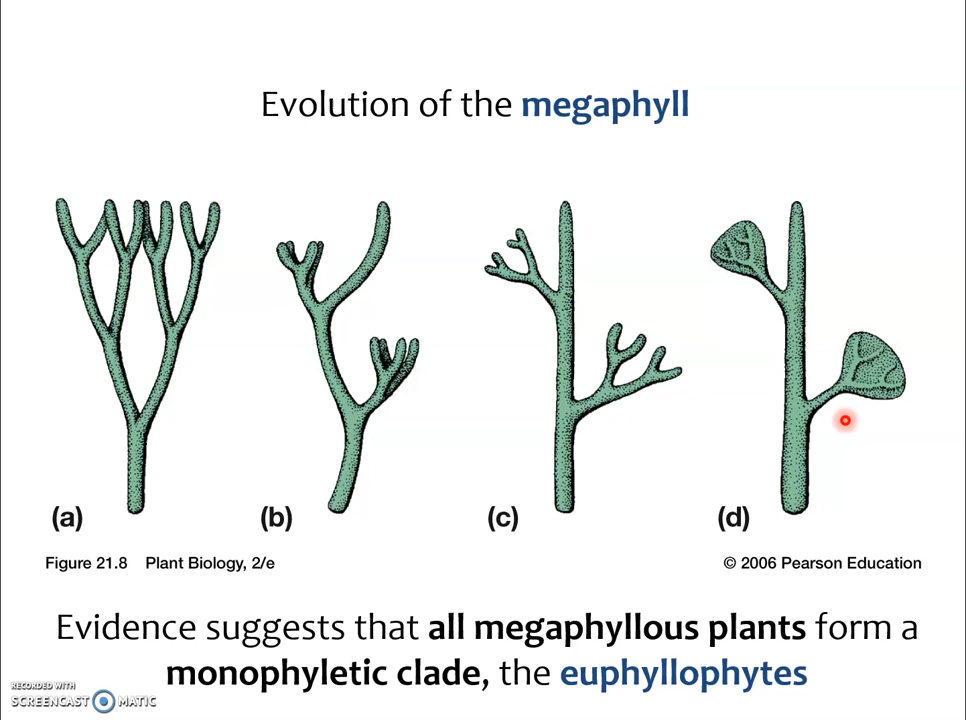 Evolution of the megaphyll
(a) (b) (c) (d)
Figure 21.8 Plant Biology, 2/e © 2006 Pearson Education
Evidence suggests that all megaphyllous plants form a
monophyletic clade, the euphyllophytes
RECORDED WITH
SCREENCAST MATIC